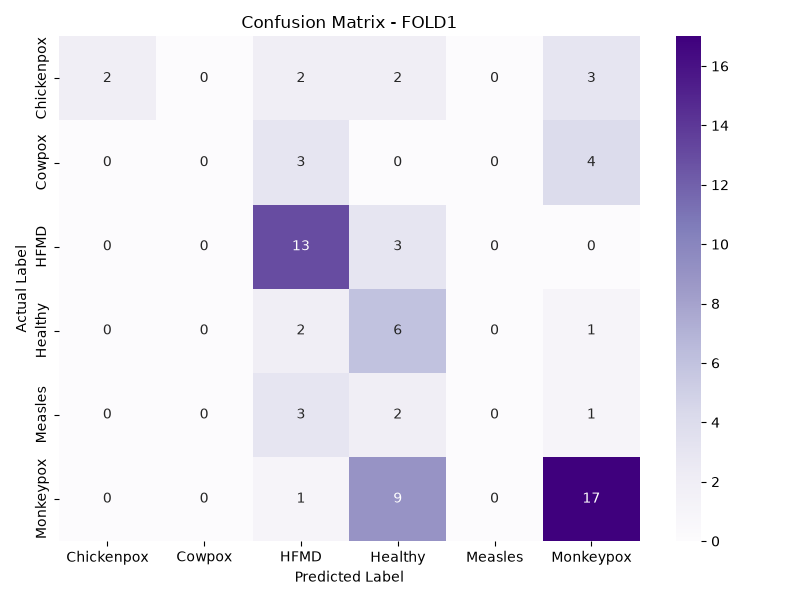 Confusion Matrix - FOLD1
Actual Label
Chickenpox 2 0 2 2 0 3
Cowpox 0 0 3 0 0 4
HFMD 0 0 13 3 0 0
Healthy 0 0 2 6 0 1
Measles 0 0 3 2 0 1
Monkeypox 0 0 1 9 0 17
Chickenpox Cowpox HFMD Healthy Measles Monkeypox
Predicted Label
16
14
12
10
8
6
4
2
0